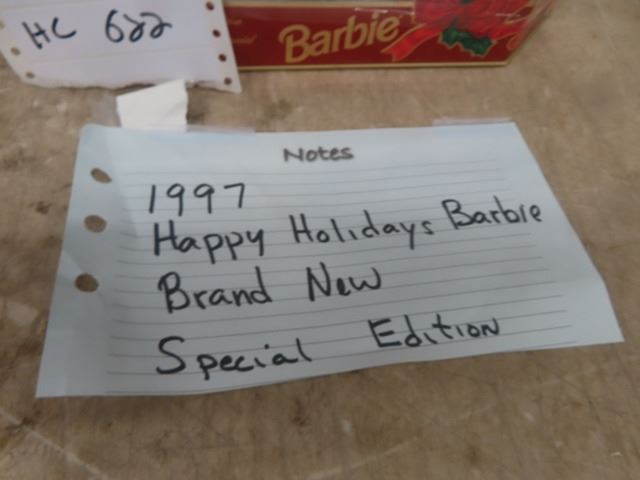 HC 622
Barbie
Notes
1997
Happy Holidays Barbie
Brand New
Special Edition